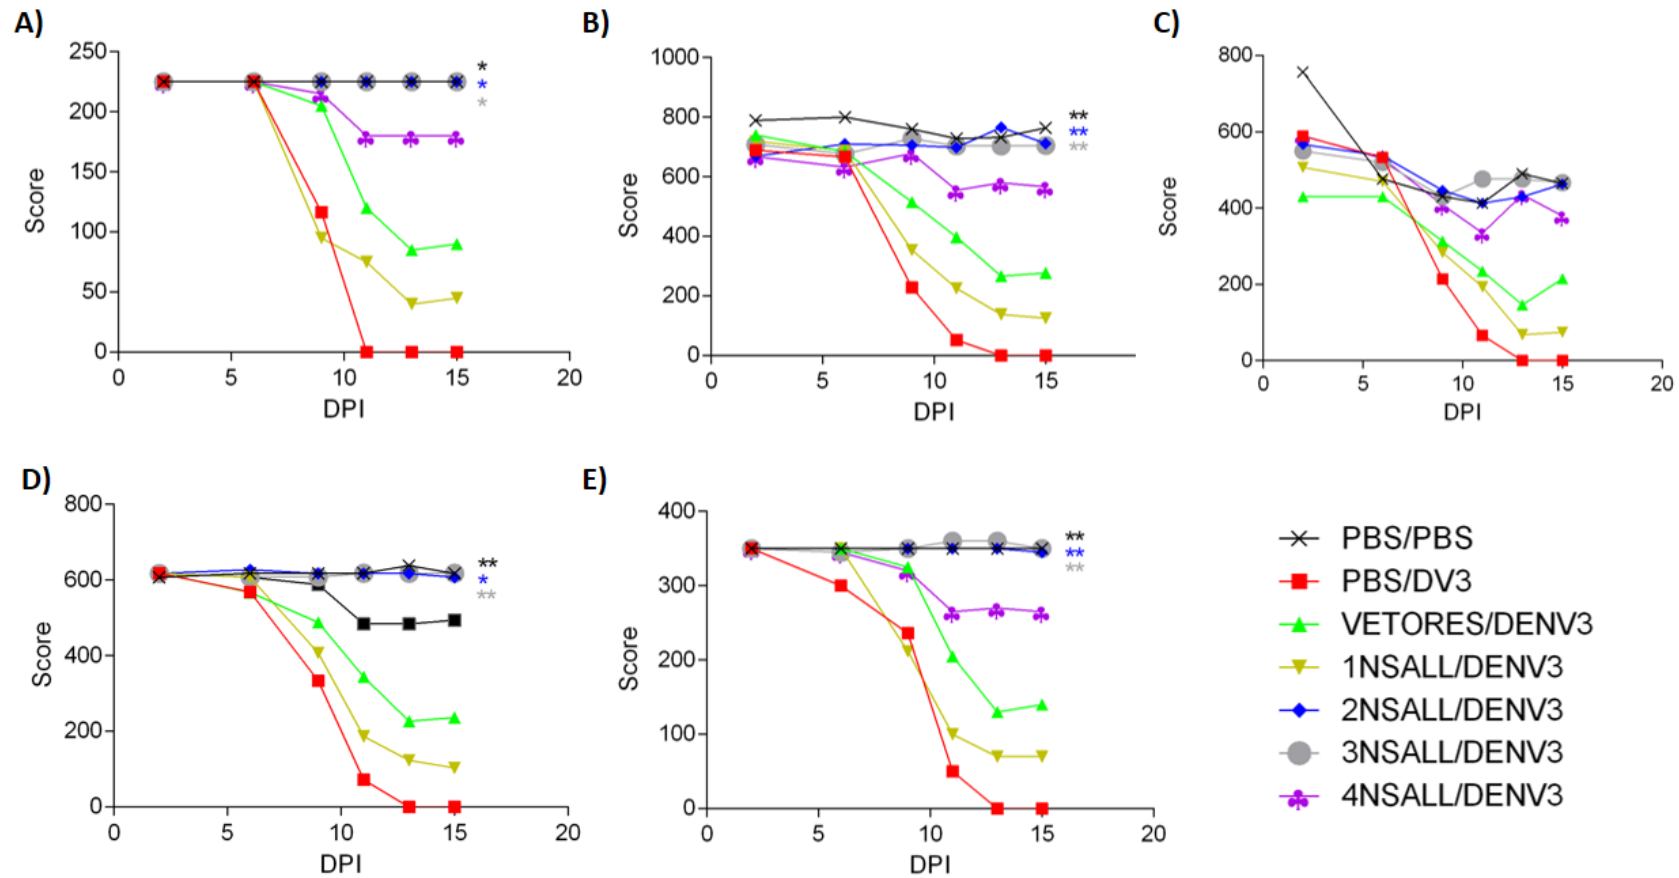 A)
250
200
150
100
50
0
Score
0 5 10 15 20
DPI
*
*
*
B)
1000
800
600
400
200
0
Score
0 5 10 15
DPI
**
**
**
C)
800
600
400
200
0
Score
0 5 10 15 20
DPI
D)
800
600
400
200
0
Score
0 5 10 15 20
DPI
**
*
**
E)
400
300
200
100
0
Score
0 5 10 15 20
DPI
**
**
**
PBS/PBS
PBS/DV3
VETORES/DENV3
1NSALL/DENV3
2NSALL/DENV3
3NSALL/DENV3
4NSALL/DENV3